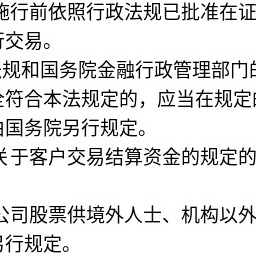 施行前依照行政法规已批准在证
行交易。
法规和国务院金融行政管理部门的
全符合本法规定的，应当在规定的
由国务院另行规定。
关于客户交易结算资金的规定的
公司股票供境外人士、机构以外
另行规定。